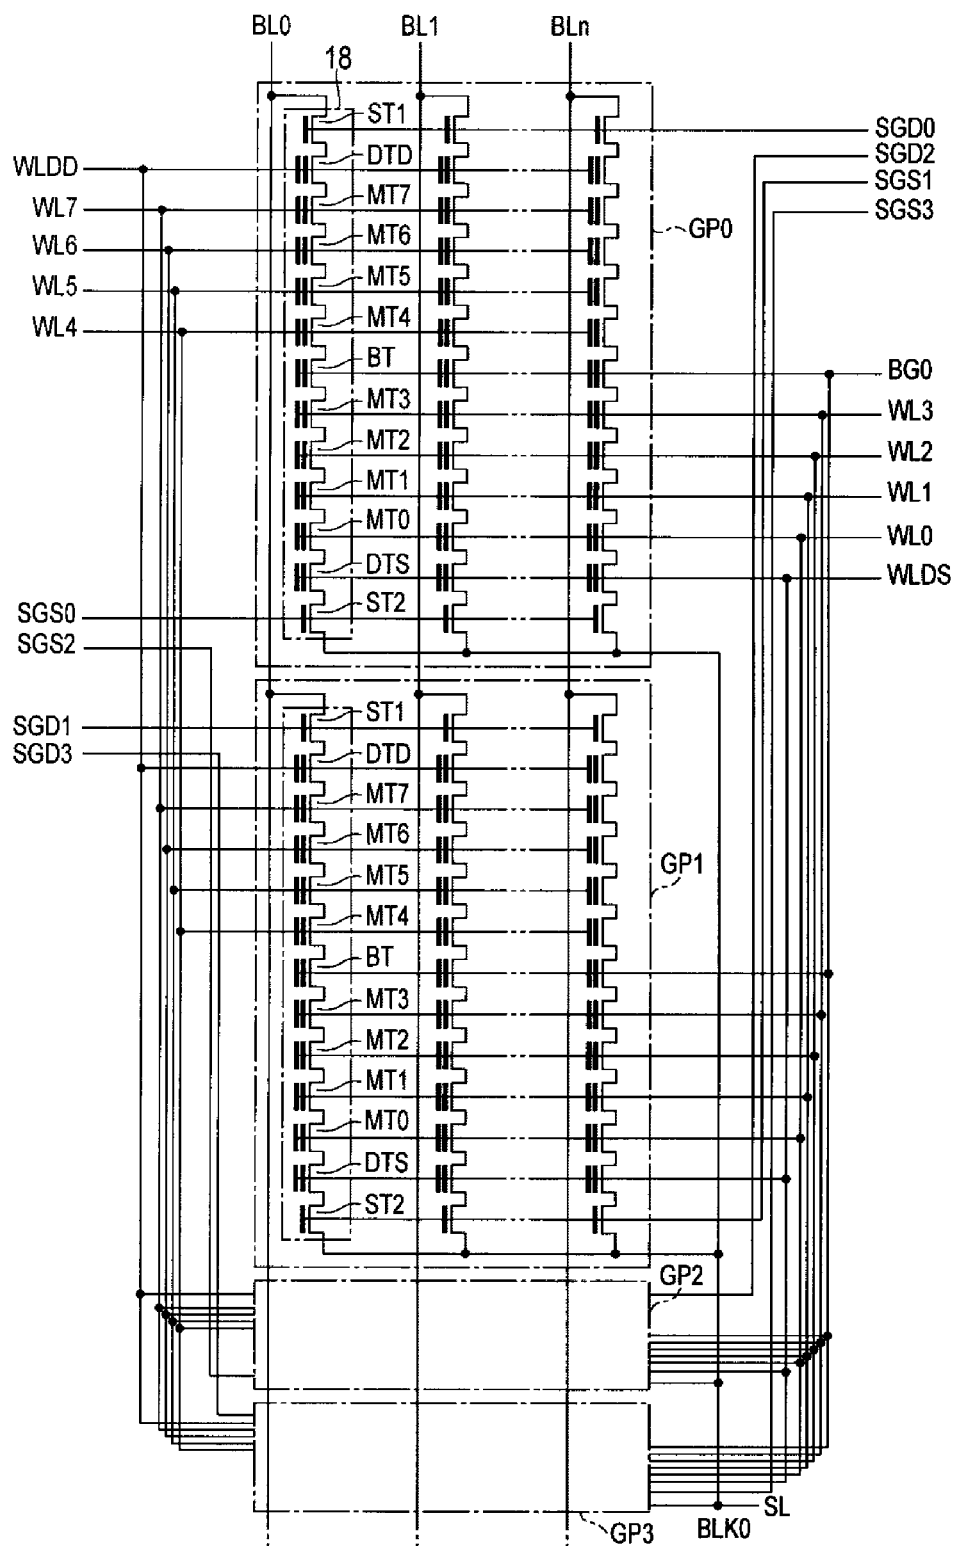 BL0 BL1 BLn
18
ST1 SGD0
WLDD DTD SGD2
WL7 MT7 SGS1
SGS3
WL6 MT6 GP0
WL5 MT5
WL4 MT4
BT BG0
MT3 WL3
MT2 WL2
MT1 WL1
MT0 WL0
DTS WLDS
SGS0 ST2
SGS2
SGD1 ST1
SGD3 DTD
MT7
MT6
MT5 GP1
MT4
BT
MT3
MT2
MT1
MT0
DTS
ST2
GP2
SL
BLK0
GP3